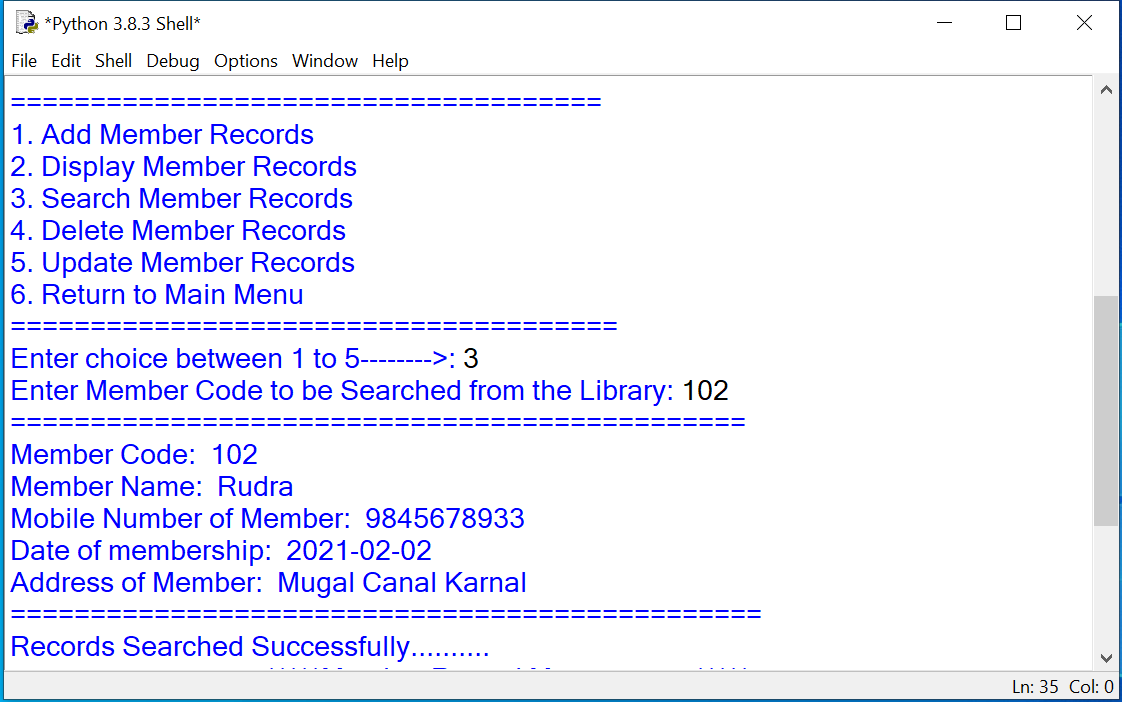 *Python 3.8.3 Shell*
File Edit Shell Debug Options Window Help
=====================================
1. Add Member Records
2. Display Member Records
3. Search Member Records
4. Delete Member Records
5. Update Member Records
6. Return to Main Menu
======================================
Enter choice between 1 to 5-------->: 3
Enter Member Code to be Searched from the Library: 102
==============================================
Member Code:  102
Member Name:  Rudra
Mobile Number of Member:  9845678933
Date of membership:  2021-02-02
Address of Member:  Mugal Canal Karnal
===============================================
Records Searched Successfully..........
Ln: 35 Col: 0